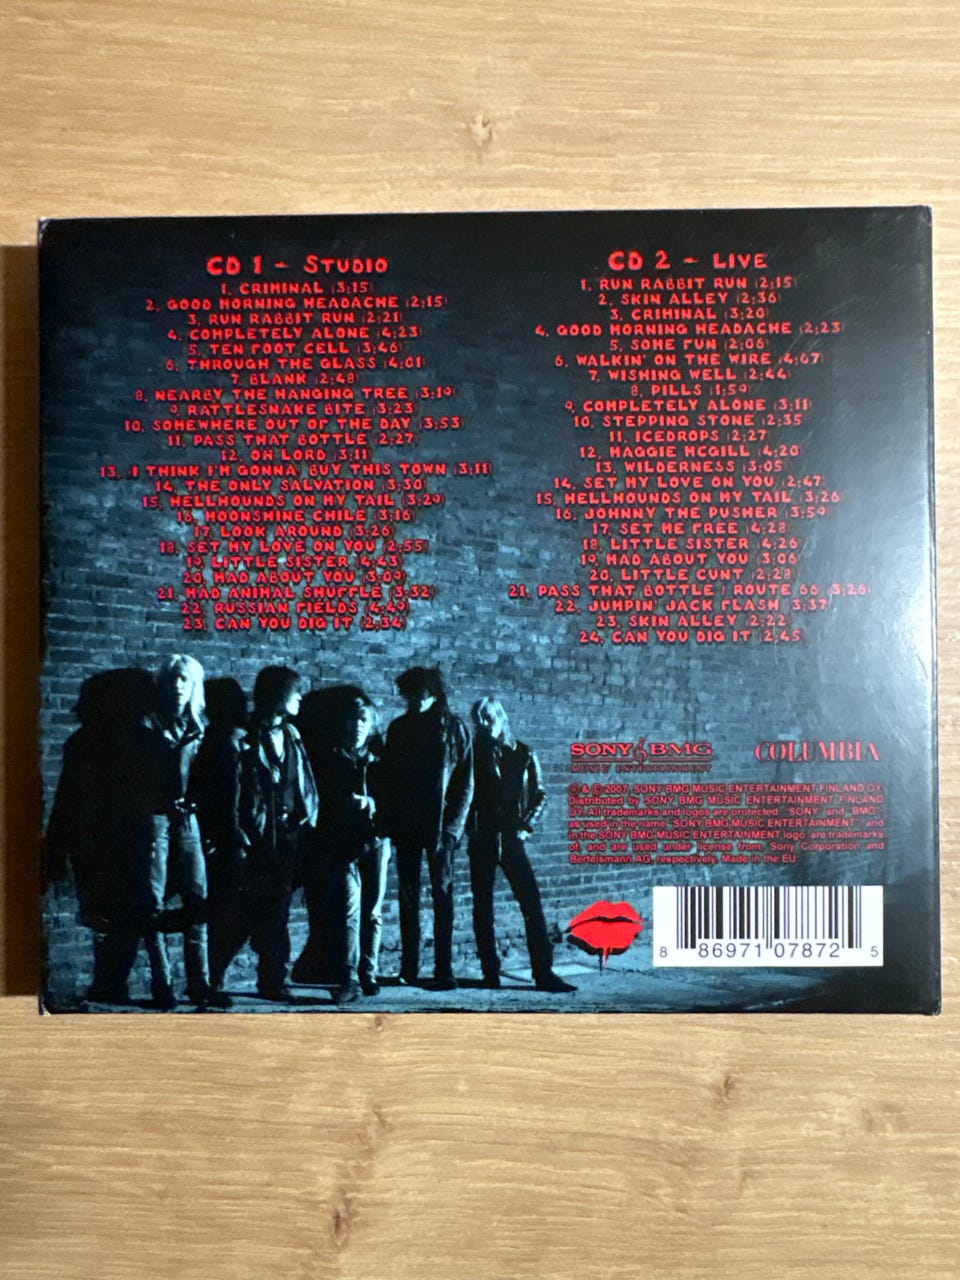 CD 1 - STUDIO
1. CRIMINAL (3:15)
2. GOOD MORNING HEADACHE (2:15)
3. RUN RABBIT RUN (2:21)
4. COMPLETELY ALONE (4:23)
5. TEN FOOT CELL (3:46)
6. THROUGH THE GLASS (4:01)
7. BLANK (2:48)
8. NEARBY THE HANGING TREE (3:19)
9. RATTLESNAKE BITE (3:23)
10. SOMEWHERE OUT OF THE DAY (3:53)
11. PASS THAT BOTTLE (2:27)
12. OH LORD (3:11)
13. I THINK I'M GONNA BUY THIS TOWN (3:11)
14. THE ONLY SALVATION (3:30)
15. HELLHOUNDS ON MY TAIL (3:29)
16. MOONSHINE CHILE (3:16)
17. LOOK AROUND (3:26)
18. SET MY LOVE ON YOU (2:55)
19. LITTLE SISTER (4:43)
20. MAD ABOUT YOU (3:09)
21. MAD ANIMAL SHUFFLE (3:32)
22. RUSSIAN FIELDS (4:49)
23. CAN YOU DIG IT (2:34)
CD 2 - LIVE
1. RUN RABBIT RUN (2:15)
2. SKIN ALLEY (2:36)
3. CRIMINAL (3:20)
4. GOOD MORNING HEADACHE (2:23)
5. SOME FUN (2:06)
6. WALKIN' ON THE WIRE (4:07)
7. WISHING WELL (2:44)
8. PILLS (1:59)
9. COMPLETELY ALONE (3:11)
10. STEPPING STONE (2:35)
11. ICEDROPS (2:27)
12. MAGGIE MCGILL (4:20)
13. WILDERNESS (3:05)
14. SET MY LOVE ON YOU (2:47)
15. HELLHOUNDS ON MY TAIL (3:26)
16. JOHNNY THE PUSHER (3:59)
17. SET ME FREE (4:28)
18. LITTLE SISTER (4:26)
19. MAD ABOUT YOU (3:06)
20. LITTLE CUNT (2:28)
21. PASS THAT BOTTLE / ROUTE 66 (3:26)
22. JUMPIN' JACK FLASH (3:37)
23. SKIN ALLEY (2:22)
24. CAN YOU DIG IT (2:45)
SONY BMG
MUSIC ENTERTAINMENT
COLUMBIA
℗ & © 2007, SONY BMG MUSIC ENTERTAINMENT FINLAND OY.
Distributed by SONY BMG MUSIC ENTERTAINMENT FINLAND
OY. All trademarks and logos are protected. "SONY" and "BMG"
as used in the name "SONY BMG MUSIC ENTERTAINMENT" and
in the SONY BMG MUSIC ENTERTAINMENT logo, are trademarks
of, and are used under license from, Sony Corporation and
Bertelsmann AG, respectively. Made in the EU
8 86971 07872 5